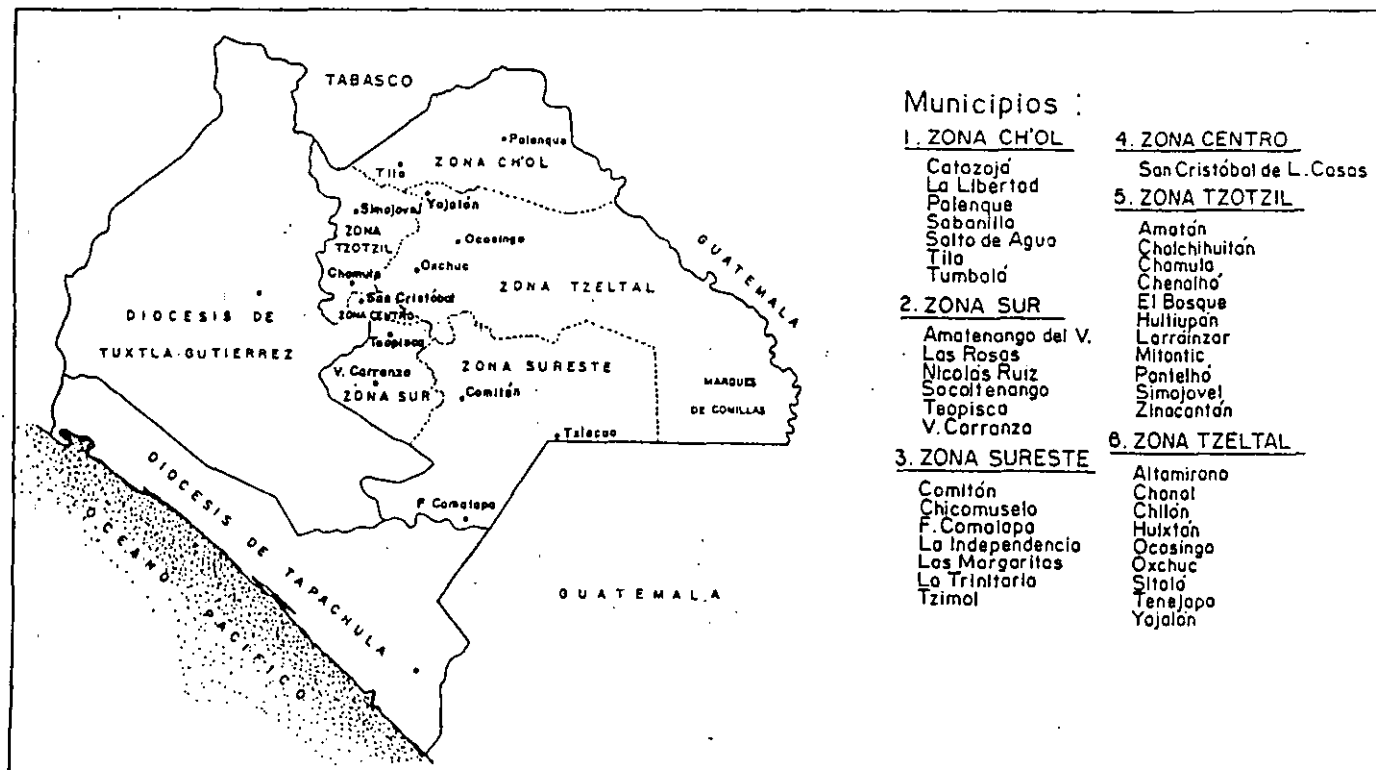 TABASCO
Palenque
ZONA CH'OL
Tila
Yajalón
Simojovel
ZONA
TZOTZIL
Ocosingo
Oxchuc
Chamula
ZONA TZELTAL
San Cristóbal
ZONA CENTRO
Teopisca
GUATEMALA
DIOCESIS DE
TUXTLA-GUTIERREZ
ZONA SURESTE
V. Carranza
ZONA SUR
Comitán
MARQUES
DE COMILLAS
Tziscao
F. Comalapa
DIOCESIS DE TAPACHULA
OCEANO PACIFICO
GUATEMALA
Municipios :
1. ZONA CH'OL
Catazajá
La Libertad
Palenque
Sabanilla
Salto de Agua
Tila
Tumbalá
2. ZONA SUR
Amatenango del V.
Las Rosas
Nicolás Ruiz
Socoltenango
Teopisca
V. Carranza
3. ZONA SURESTE
Comitán
Chicomuselo
F. Comalapa
La Independencia
Las Margaritas
La Trinitaria
Tzimol
4. ZONA CENTRO
San Cristóbal de L. Casas
5. ZONA TZOTZIL
Amatán
Chalchihuitán
Chamula
Chenalhó
El Bosque
Huitiupán
Larráinzar
Mitontic
Pantelhó
Simojovel
Zinacantán
6. ZONA TZELTAL
Altamirano
Chanal
Chilón
Huixtán
Ocosingo
Oxchuc
Sitalá
Tenejapa
Yajalón